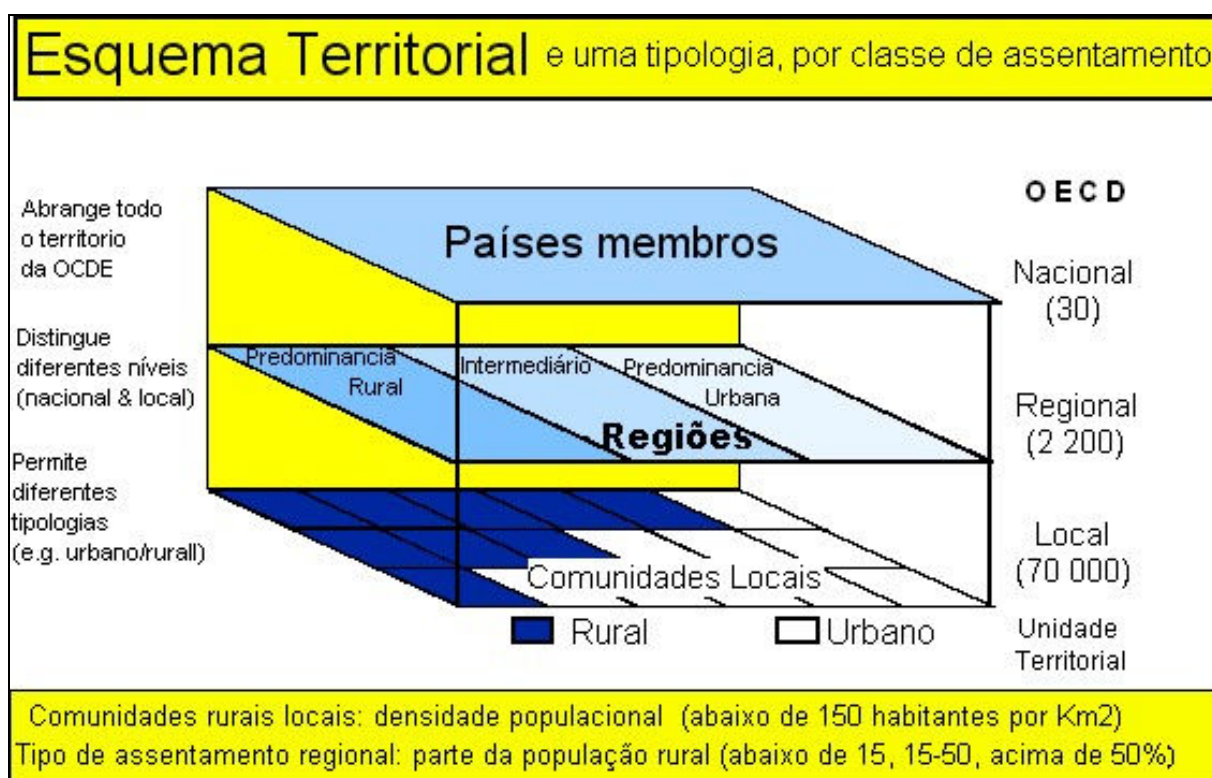 Esquema Territorial e uma tipologia, por classe de assentamento
Abrange todo
o territorio
da OCDE
Distingue
diferentes níveis
(nacional & local)
Permite
diferentes
tipologias
(e.g. urbano/rurall)
Países membros
Predominancia
Rural
Intermediário
Predominancia
Urbana
Regiões
Comunidades Locais
Rural
Urbano
OECD
Nacional
(30)
Regional
(2 200)
Local
(70 000)
Unidade
Territorial
Comunidades rurais locais: densidade populacional (abaixo de 150 habitantes por Km2)
Tipo de assentamento regional: parte da população rural (abaixo de 15, 15-50, acima de 50%)